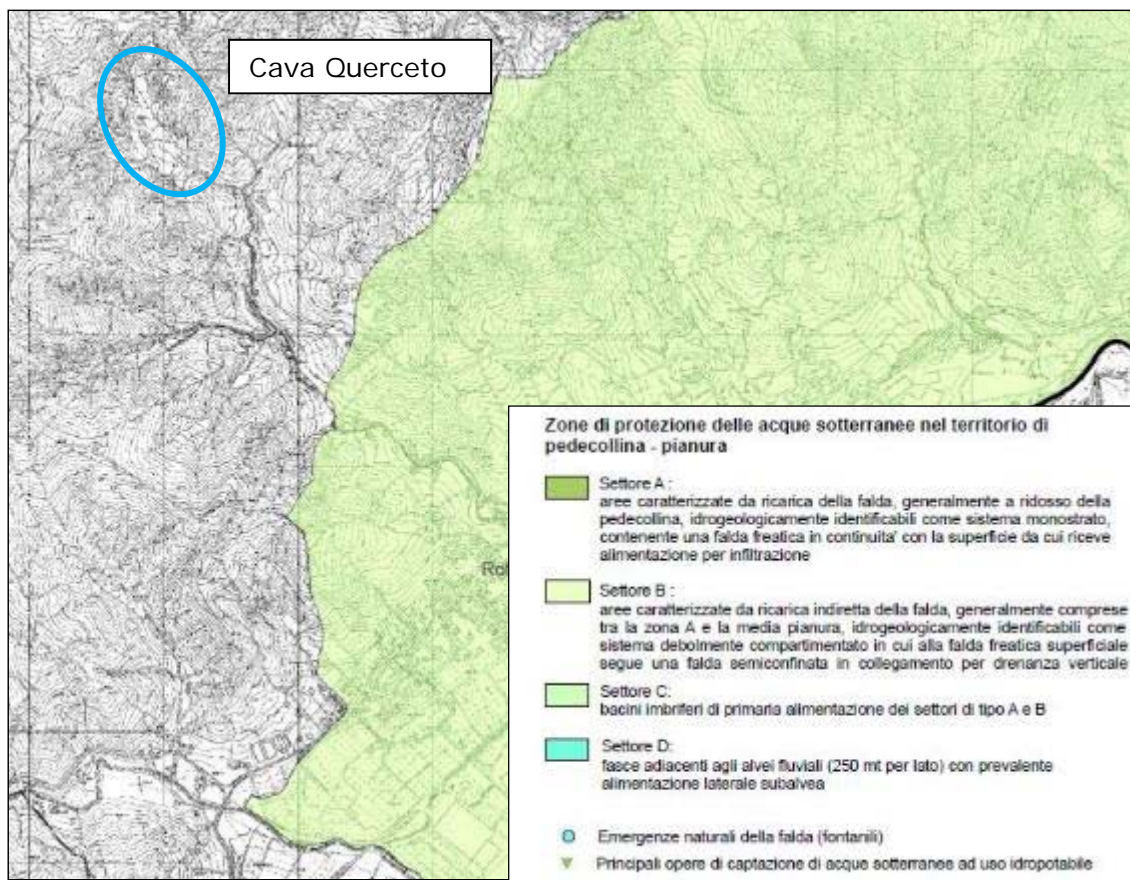 Cava Querceto
Zone di protezione delle acque sotterranee nel territorio di
pedecollina - pianura
Settore A :
aree caratterizzate da ricarica della falda, generalmente a ridosso della
pedecollina, idrogeologicamente identificabili come sistema monostrato,
contenente una falda freatica in continuita' con la superficie da cui riceve
alimentazione per infiltrazione
Settore B :
aree caratterizzate da ricarica indiretta della falda, generalmente comprese
tra la zona A e la media pianura, idrogeologicamente identificabili come
sistema debolmente compartimentato in cui alla falda freatica superficiale
segue una falda semiconfinata in collegamento per drenanza verticale
Settore C:
bacini imbriferi di primaria alimentazione dei settori di tipo A e B
Settore D:
fasce adiacenti agli alvei fluviali (250 mt per lato) con prevalente
alimentazione laterale subalvea
Emergenze naturali della falda (fontanili)
Principali opere di captazione di acque sotterranee ad uso idropotabile